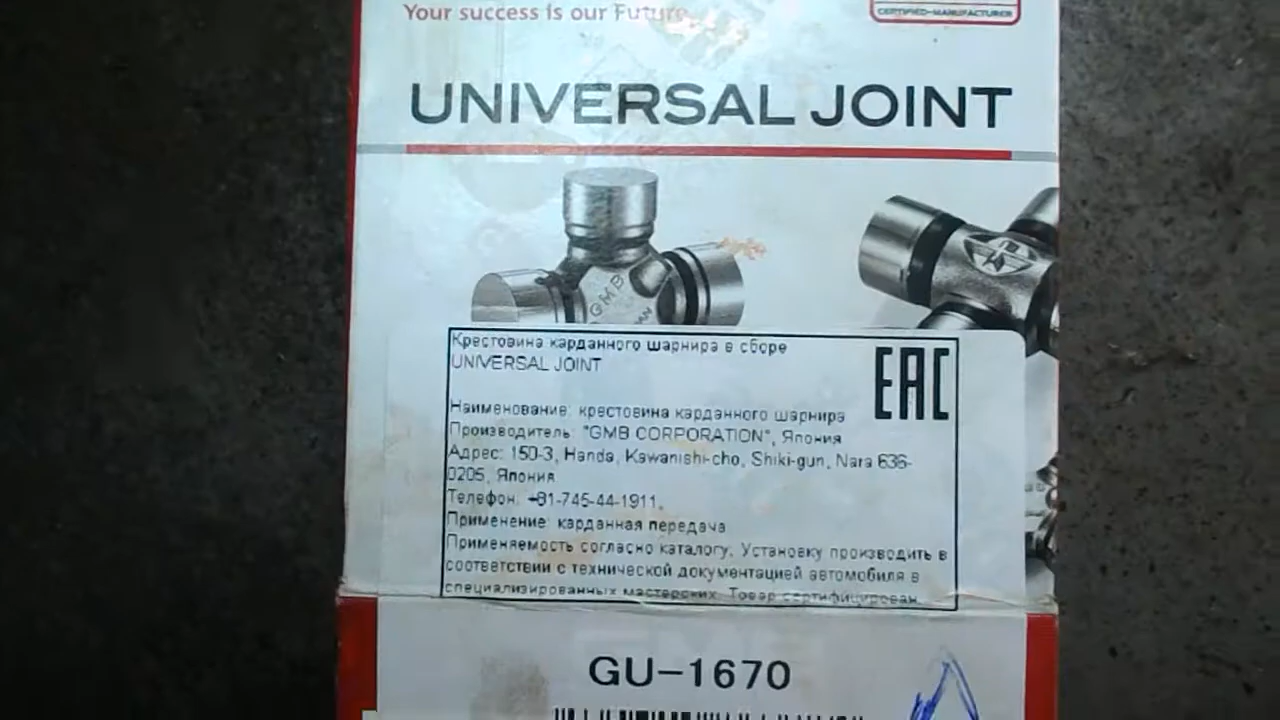 Your success is our Future
CERTIFIED-MANUFACTURER
UNIVERSAL JOINT
GMB
Крестовина карданного шарнира в сборе
UNIVERSAL JOINT
EAC
Наименование: крестовина карданного шарнира
Производитель: "GMB CORPORATION", Япония
Адрес: 150-3, Handa, Kawanishi-cho, Shiki-gun, Nara 636-
0205, Япония
Телефон: +81-745-44-1911.
Применение: карданная передача
Применяемость согласно каталогу. Установку производить в
соответствии с технической документацией автомобиля в
специализированных мастерских. Товар сертифицирован.
GU-1670